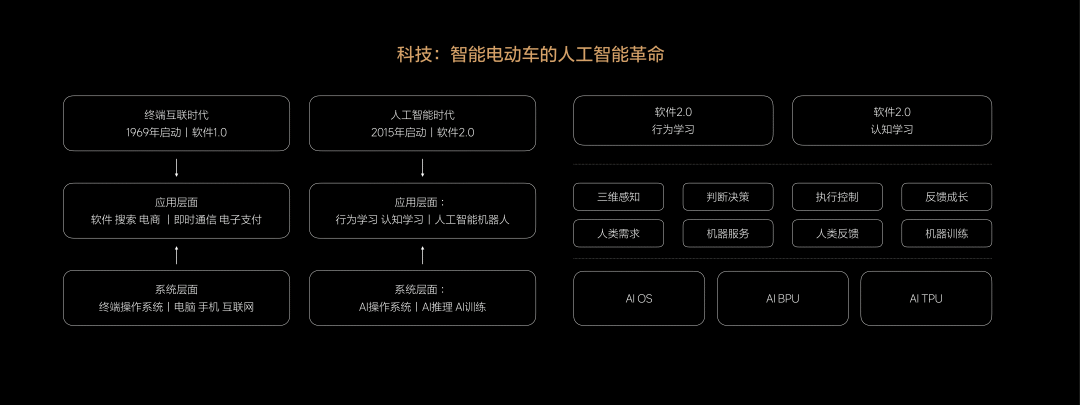 科技：智能电动车的人工智能革命
终端互联时代
1969年启动｜软件1.0
应用层面
软件 搜索 电商 ｜即时通信 电子支付
系统层面
终端操作系统｜电脑 手机 互联网
人工智能时代
2015年启动｜软件2.0
应用层面：
行为学习 认知学习｜人工智能机器人
系统层面：
AI操作系统｜AI推理 AI训练
软件2.0
行为学习
软件2.0
认知学习
三维感知
判断决策
执行控制
反馈成长
人类需求
机器服务
人类反馈
机器训练
AI OS
AI BPU
AI TPU